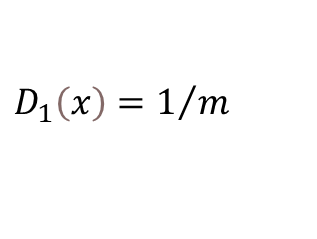 D₁(x) = 1/m